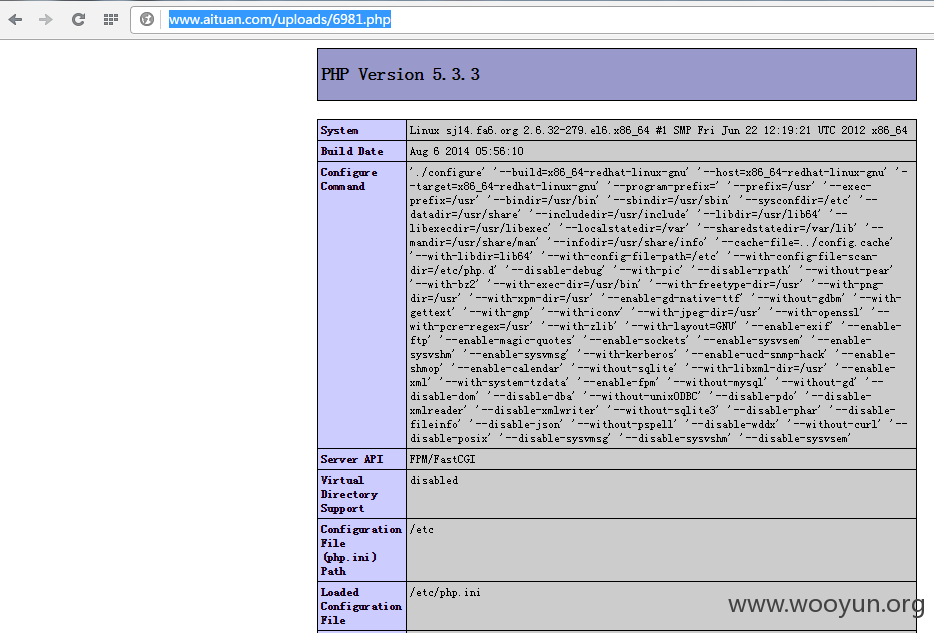 www.aituan.com/uploads/6981.php
PHP Version 5.3.3
System
Linux sj14.fa6.org 2.6.32-279.el6.x86_64 #1 SMP Fri Jun 22 12:19:21 UTC 2012 x86_64
Build Date
Aug 6 2014 05:56:10
Configure
Command
'./configure' '--build=x86_64-redhat-linux-gnu' '--host=x86_64-redhat-linux-gnu' '-
-target=x86_64-redhat-linux-gnu' '--program-prefix=' '--prefix=/usr' '--exec-
prefix=/usr' '--bindir=/usr/bin' '--sbindir=/usr/sbin' '--sysconfdir=/etc' '--
datadir=/usr/share' '--includedir=/usr/include' '--libdir=/usr/lib64' '--
libexecdir=/usr/libexec' '--localstatedir=/var' '--sharedstatedir=/var/lib' '--
mandir=/usr/share/man' '--infodir=/usr/share/info' '--cache-file=../config.cache'
'--with-libdir=lib64' '--with-config-file-path=/etc' '--with-config-file-scan-
dir=/etc/php.d' '--disable-debug' '--with-pic' '--disable-rpath' '--without-pear'
'--with-bz2' '--with-exec-dir=/usr/bin' '--with-freetype-dir=/usr' '--with-png-
dir=/usr' '--with-xpm-dir=/usr' '--enable-gd-native-ttf' '--without-gdbm' '--with-
gettext' '--with-gmp' '--with-iconv' '--with-jpeg-dir=/usr' '--with-openssl' '--
with-pcre-regex=/usr' '--with-zlib' '--with-layout=GNU' '--enable-exif' '--enable-
ftp' '--enable-magic-quotes' '--enable-sockets' '--enable-sysvsem' '--enable-
sysvshm' '--enable-sysvmsg' '--with-kerberos' '--enable-ucd-snmp-hack' '--enable-
shmop' '--enable-calendar' '--without-sqlite' '--with-libxml-dir=/usr' '--enable-
xml' '--with-system-tzdata' '--enable-fpm' '--without-mysql' '--without-gd' '--
disable-dom' '--disable-dba' '--without-unixODBC' '--disable-pdo' '--disable-
xmlreader' '--disable-xmlwriter' '--without-sqlite3' '--disable-phar' '--disable-
fileinfo' '--disable-json' '--without-pspell' '--disable-wddx' '--without-curl' '--
disable-posix' '--disable-sysvmsg' '--disable-sysvshm' '--disable-sysvsem'
Server API
FPM/FastCGI
Virtual
Directory
Support
disabled
Configuration
File
(php.ini)
Path
/etc
Loaded
Configuration
File
/etc/php.ini
www.wooyun.org